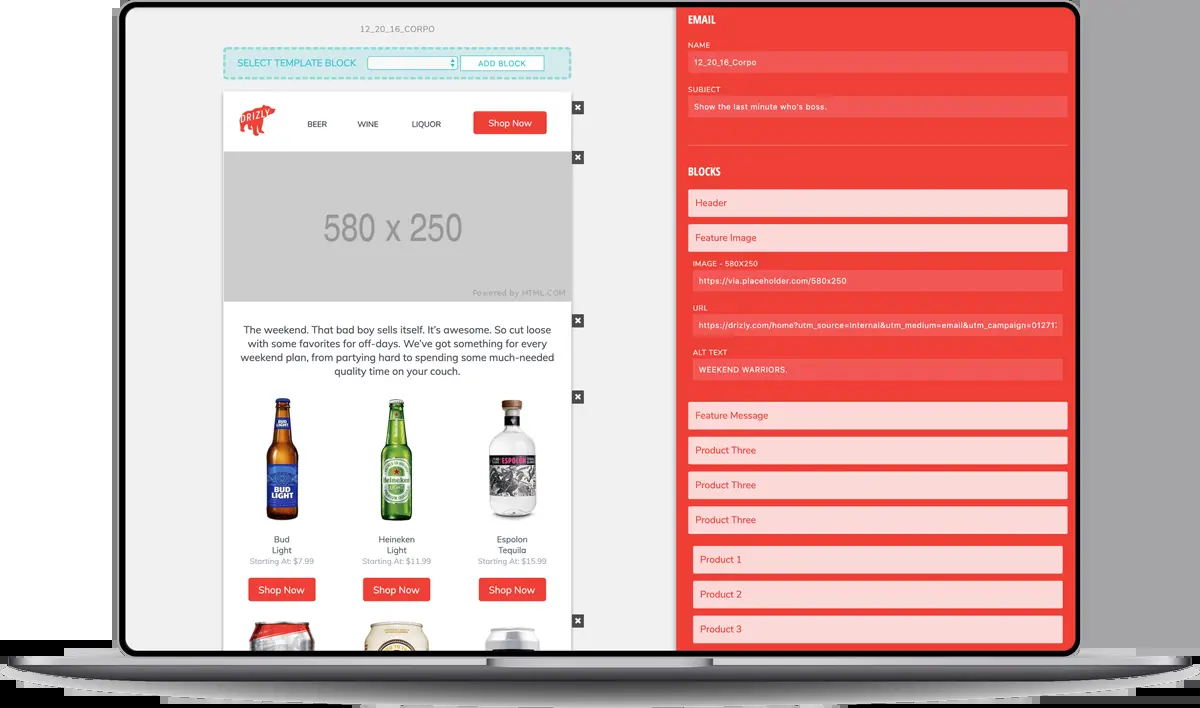 12_20_16_CORPO
SELECT TEMPLATE BLOCK
ADD BLOCK
DRIZLY
BEER
WINE
LIQUOR
Shop Now
580 x 250
Powered by HTML.COM
The weekend. That bad boy sells itself. It's awesome. So cut loose
with some favorites for off-days. We've got something for every
weekend plan, from partying hard to spending some much-needed
quality time on your couch.
BUD LIGHT
BUD
LIGHT
Heineken
ESPOLÒN
Bud
Light
Starting At: $7.99
Shop Now
Heineken
Light
Starting At: $11.99
Shop Now
Espolon
Tequila
Starting At: $15.99
Shop Now
EMAIL
NAME
12_20_16_Corpo
SUBJECT
Show the last minute who's boss.
BLOCKS
Header
Feature Image
IMAGE - 580X250
https://via.placeholder.com/580x250
URL
https://drizly.com/home?utm_source=internal&utm_medium=email&utm_campaign=01271
ALT TEXT
WEEKEND WARRIORS.
Feature Message
Product Three
Product Three
Product Three
Product 1
Product 2
Product 3